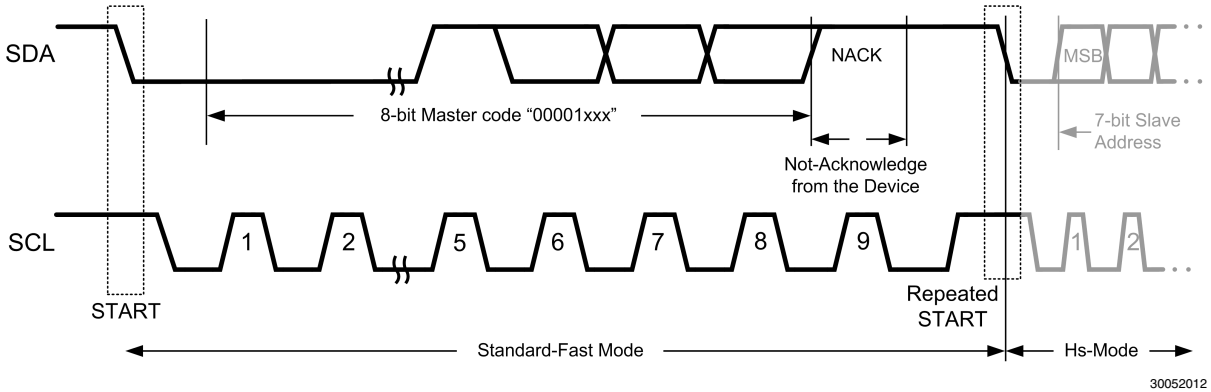 SDA
NACK
MSB
8-bit Master code “00001xxx”
7-bit Slave
Address
Not-Acknowledge
from the Device
SCL
1
2
5
6
7
8
9
1
2
START
Repeated
START
Standard-Fast Mode
Hs-Mode
30052012